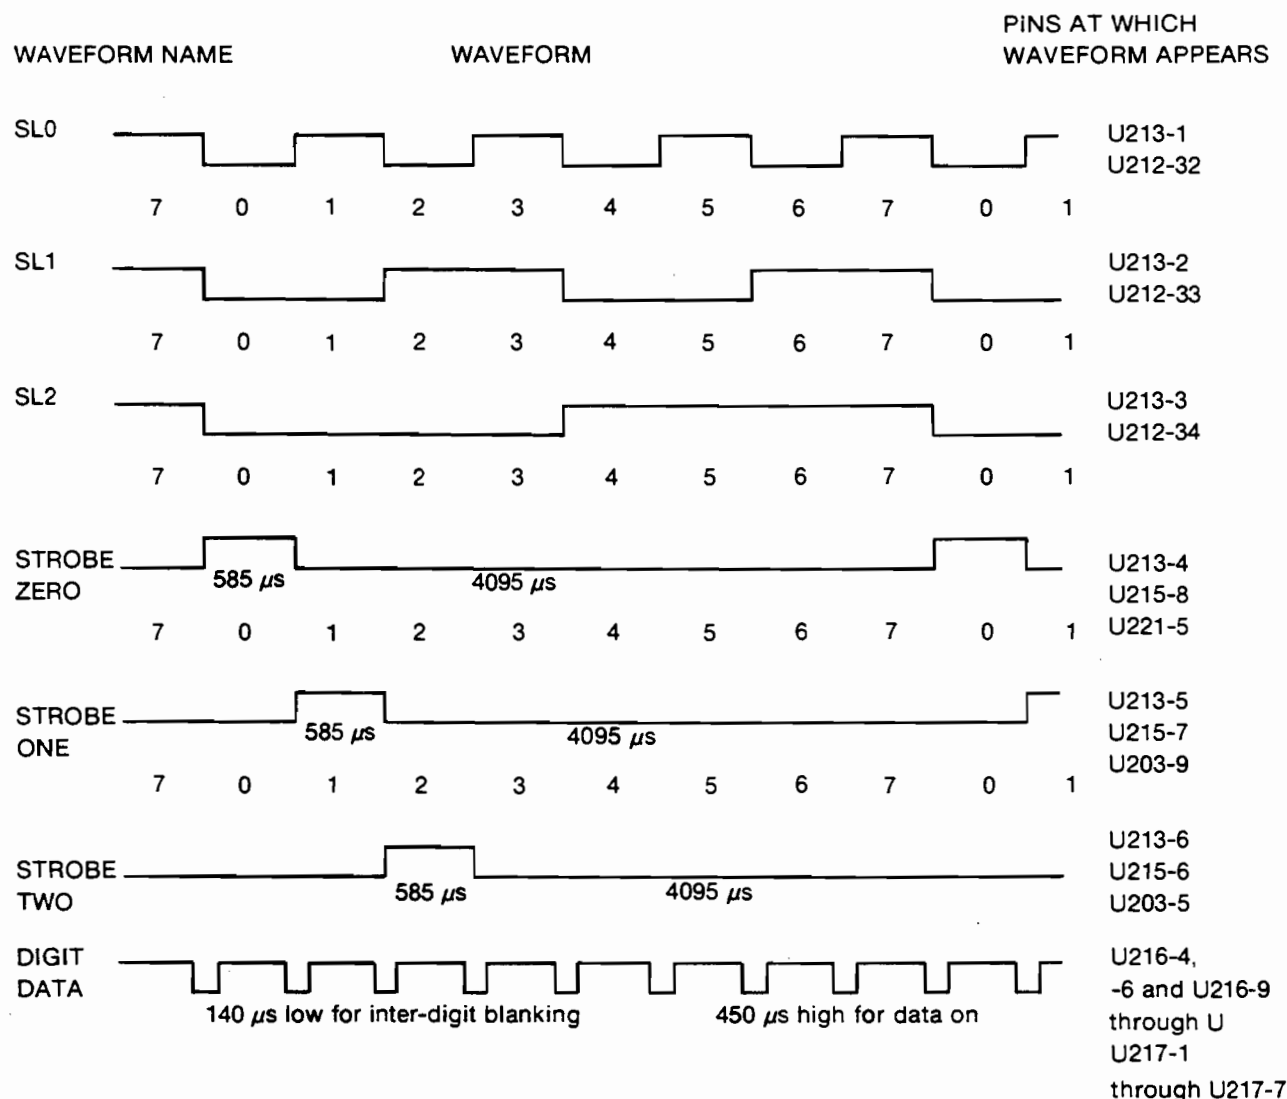 WAVEFORM NAME WAVEFORM PiNS AT WHICH
WAVEFORM APPEARS
SL0 U213-1
U212-32
7 0 1 2 3 4 5 6 7 0 1
SL1 U213-2
U212-33
7 0 1 2 3 4 5 6 7 0 1
SL2 U213-3
U212-34
7 0 1 2 3 4 5 6 7 0 1
STROBE ZERO 585 μs 4095 μs U213-4
U215-8
U221-5
7 0 1 2 3 4 5 6 7 0 1
STROBE ONE 585 μs 4095 μs U213-5
U215-7
U203-9
7 0 1 2 3 4 5 6 7 0 1
STROBE TWO 585 μs 4095 μs U213-6
U215-6
U203-5
DIGIT DATA U216-4,
-6 and U216-9
140 μs low for inter-digit blanking 450 μs high for data on through U
U217-1
through U217-7